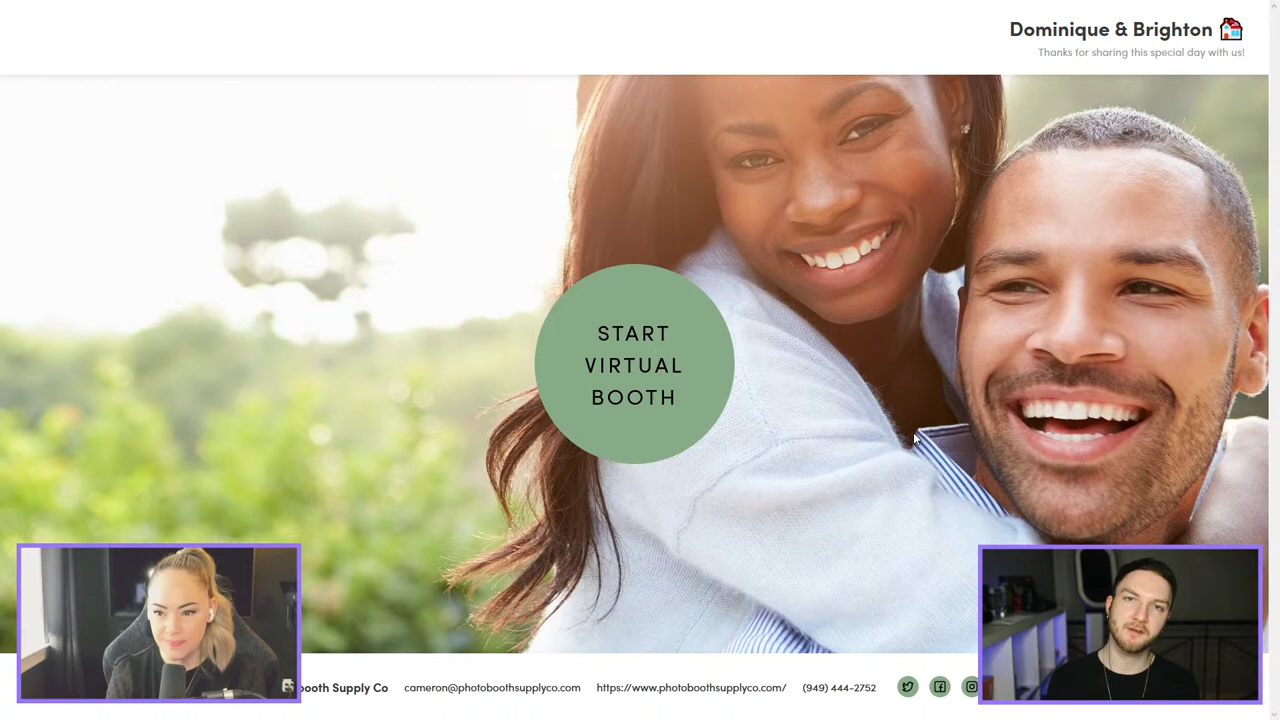 Dominique & Brighton
Thanks for sharing this special day with us!
START
VIRTUAL
BOOTH
booth Supply Co cameron@photoboothsupplyco.com https://www.photoboothsupplyco.com/ (949) 444-2752